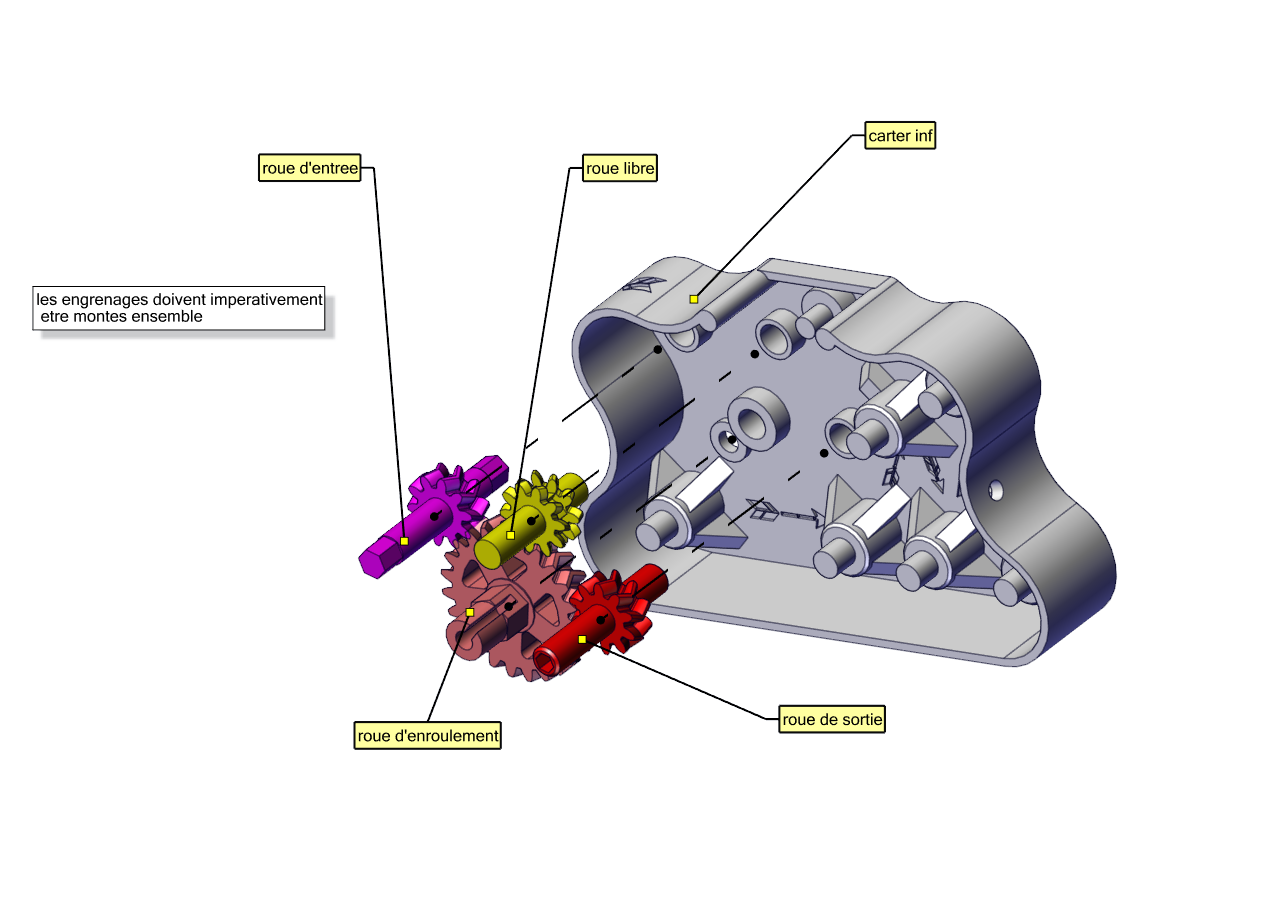 carter inf
roue d'entree
roue libre
les engrenages doivent imperativement
etre montes ensemble
roue de sortie
roue d'enroulement